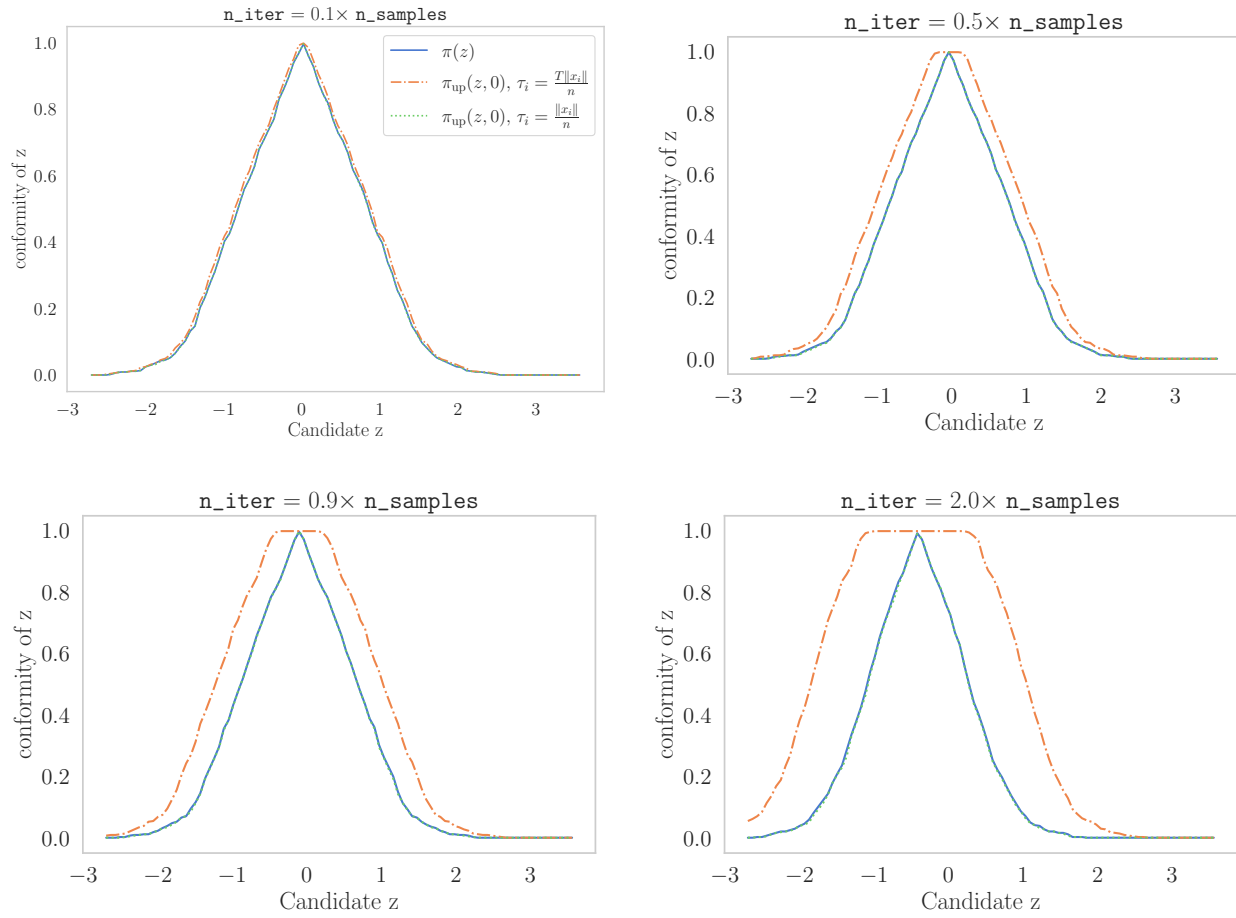 n_iter = 0.1× n_samples
1.0
0.8
0.6
0.4
0.2
0.0
conformity of z
π(z)
π_up(z, 0), τ_i = T‖x_i‖/n
π_up(z, 0), τ_i = ‖x_i‖/n
−3 −2 −1 0 1 2 3
Candidate z
n_iter = 0.5× n_samples
1.0
0.8
0.6
0.4
0.2
0.0
conformity of z
−3 −2 −1 0 1 2 3
Candidate z
n_iter = 0.9× n_samples
1.0
0.8
0.6
0.4
0.2
0.0
conformity of z
−3 −2 −1 0 1 2 3
Candidate z
n_iter = 2.0× n_samples
1.0
0.8
0.6
0.4
0.2
0.0
conformity of z
−3 −2 −1 0 1 2 3
Candidate z